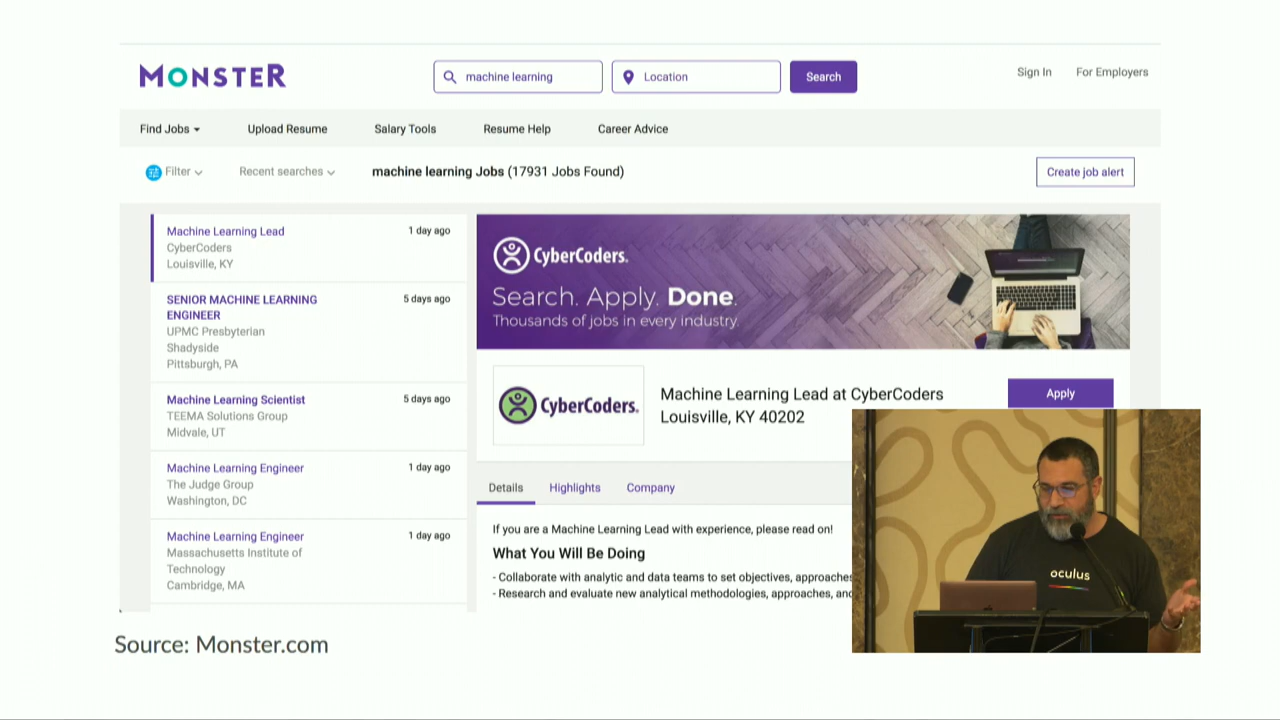 MONSTER
machine learning
Location
Search
Sign In
For Employers
Find Jobs
Upload Resume
Salary Tools
Resume Help
Career Advice
Filter
Recent searches
machine learning Jobs (17931 Jobs Found)
Create job alert
Machine Learning Lead
1 day ago
CyberCoders
Louisville, KY
SENIOR MACHINE LEARNING
5 days ago
ENGINEER
UPMC Presbyterian
Shadyside
Pittsburgh, PA
Machine Learning Scientist
5 days ago
TEEMA Solutions Group
Midvale, UT
Machine Learning Engineer
1 day ago
The Judge Group
Washington, DC
Machine Learning Engineer
1 day ago
Massachusetts Institute of
Technology
Cambridge, MA
CyberCoders.
Search. Apply. Done.
Thousands of jobs in every industry.
CyberCoders.
Machine Learning Lead at CyberCoders
Louisville, KY 40202
Apply
Details
Highlights
Company
If you are a Machine Learning Lead with experience, please read on!
What You Will Be Doing
- Collaborate with analytic and data teams to set objectives, approaches
- Research and evaluate new analytical methodologies, approaches, and
oculus
Source: Monster.com